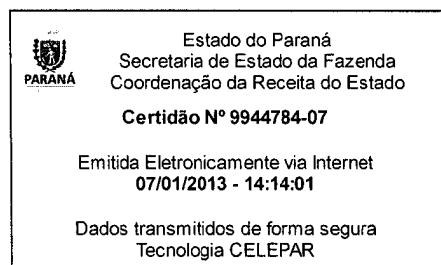 Estado do Paraná
Secretaria de Estado da Fazenda
PARANÁ
Coordenação da Receita do Estado
Certidão Nº 9944784-07
Emitida Eletronicamente via Internet
07/01/2013 - 14:14:01
Dados transmitidos de forma segura
Tecnologia CELEPAR